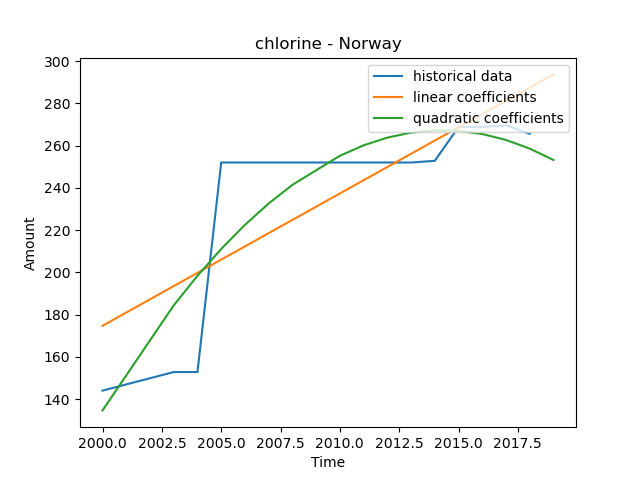 chlorine - Norway
historical data
linear coefficients
quadratic coefficients
Amount
300
280
260
240
220
200
180
160
140
2000.0 2002.5 2005.0 2007.5 2010.0 2012.5 2015.0 2017.5
Time